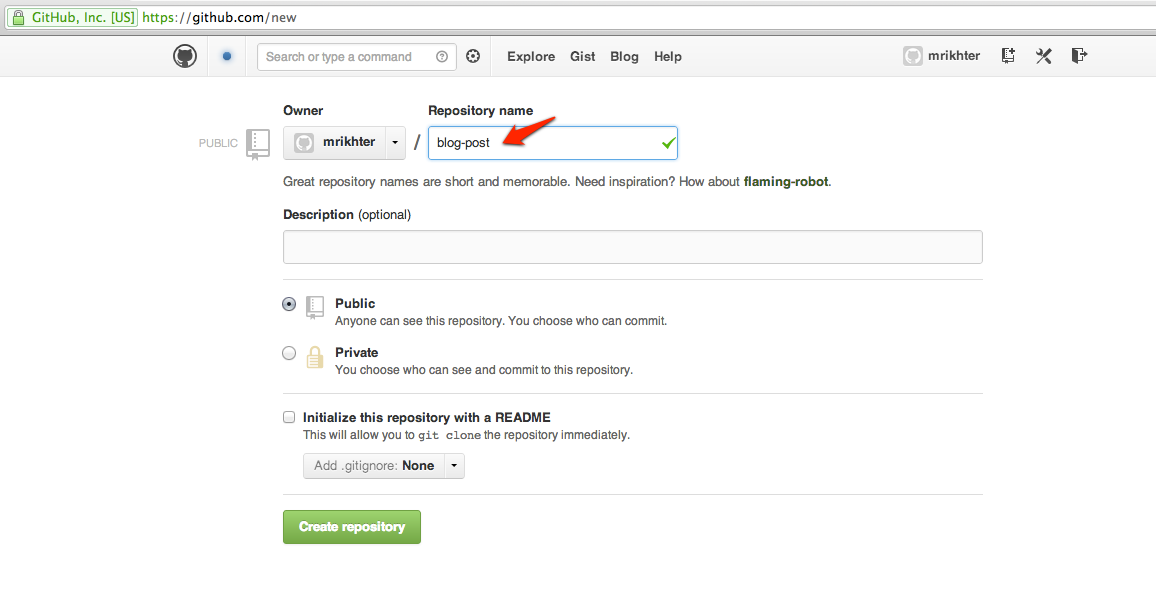 GitHub, Inc. [US] https://github.com/new
Search or type a command Explore Gist Blog Help mrikhter
Owner Repository name
PUBLIC mrikhter / blog-post
Great repository names are short and memorable. Need inspiration? How about flaming-robot.
Description (optional)
Public
Anyone can see this repository. You choose who can commit.
Private
You choose who can see and commit to this repository.
Initialize this repository with a README
This will allow you to git clone the repository immediately.
Add .gitignore: None
Create repository